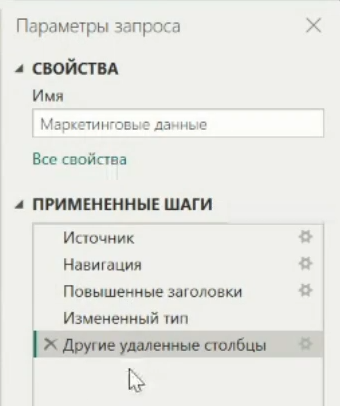 Параметры запроса
СВОЙСТВА
Имя
Маркетинговые данные
Все свойства
ПРИМЕНЕННЫЕ ШАГИ
Источник
Навигация
Повышенные заголовки
Измененный тип
Другие удаленные столбцы